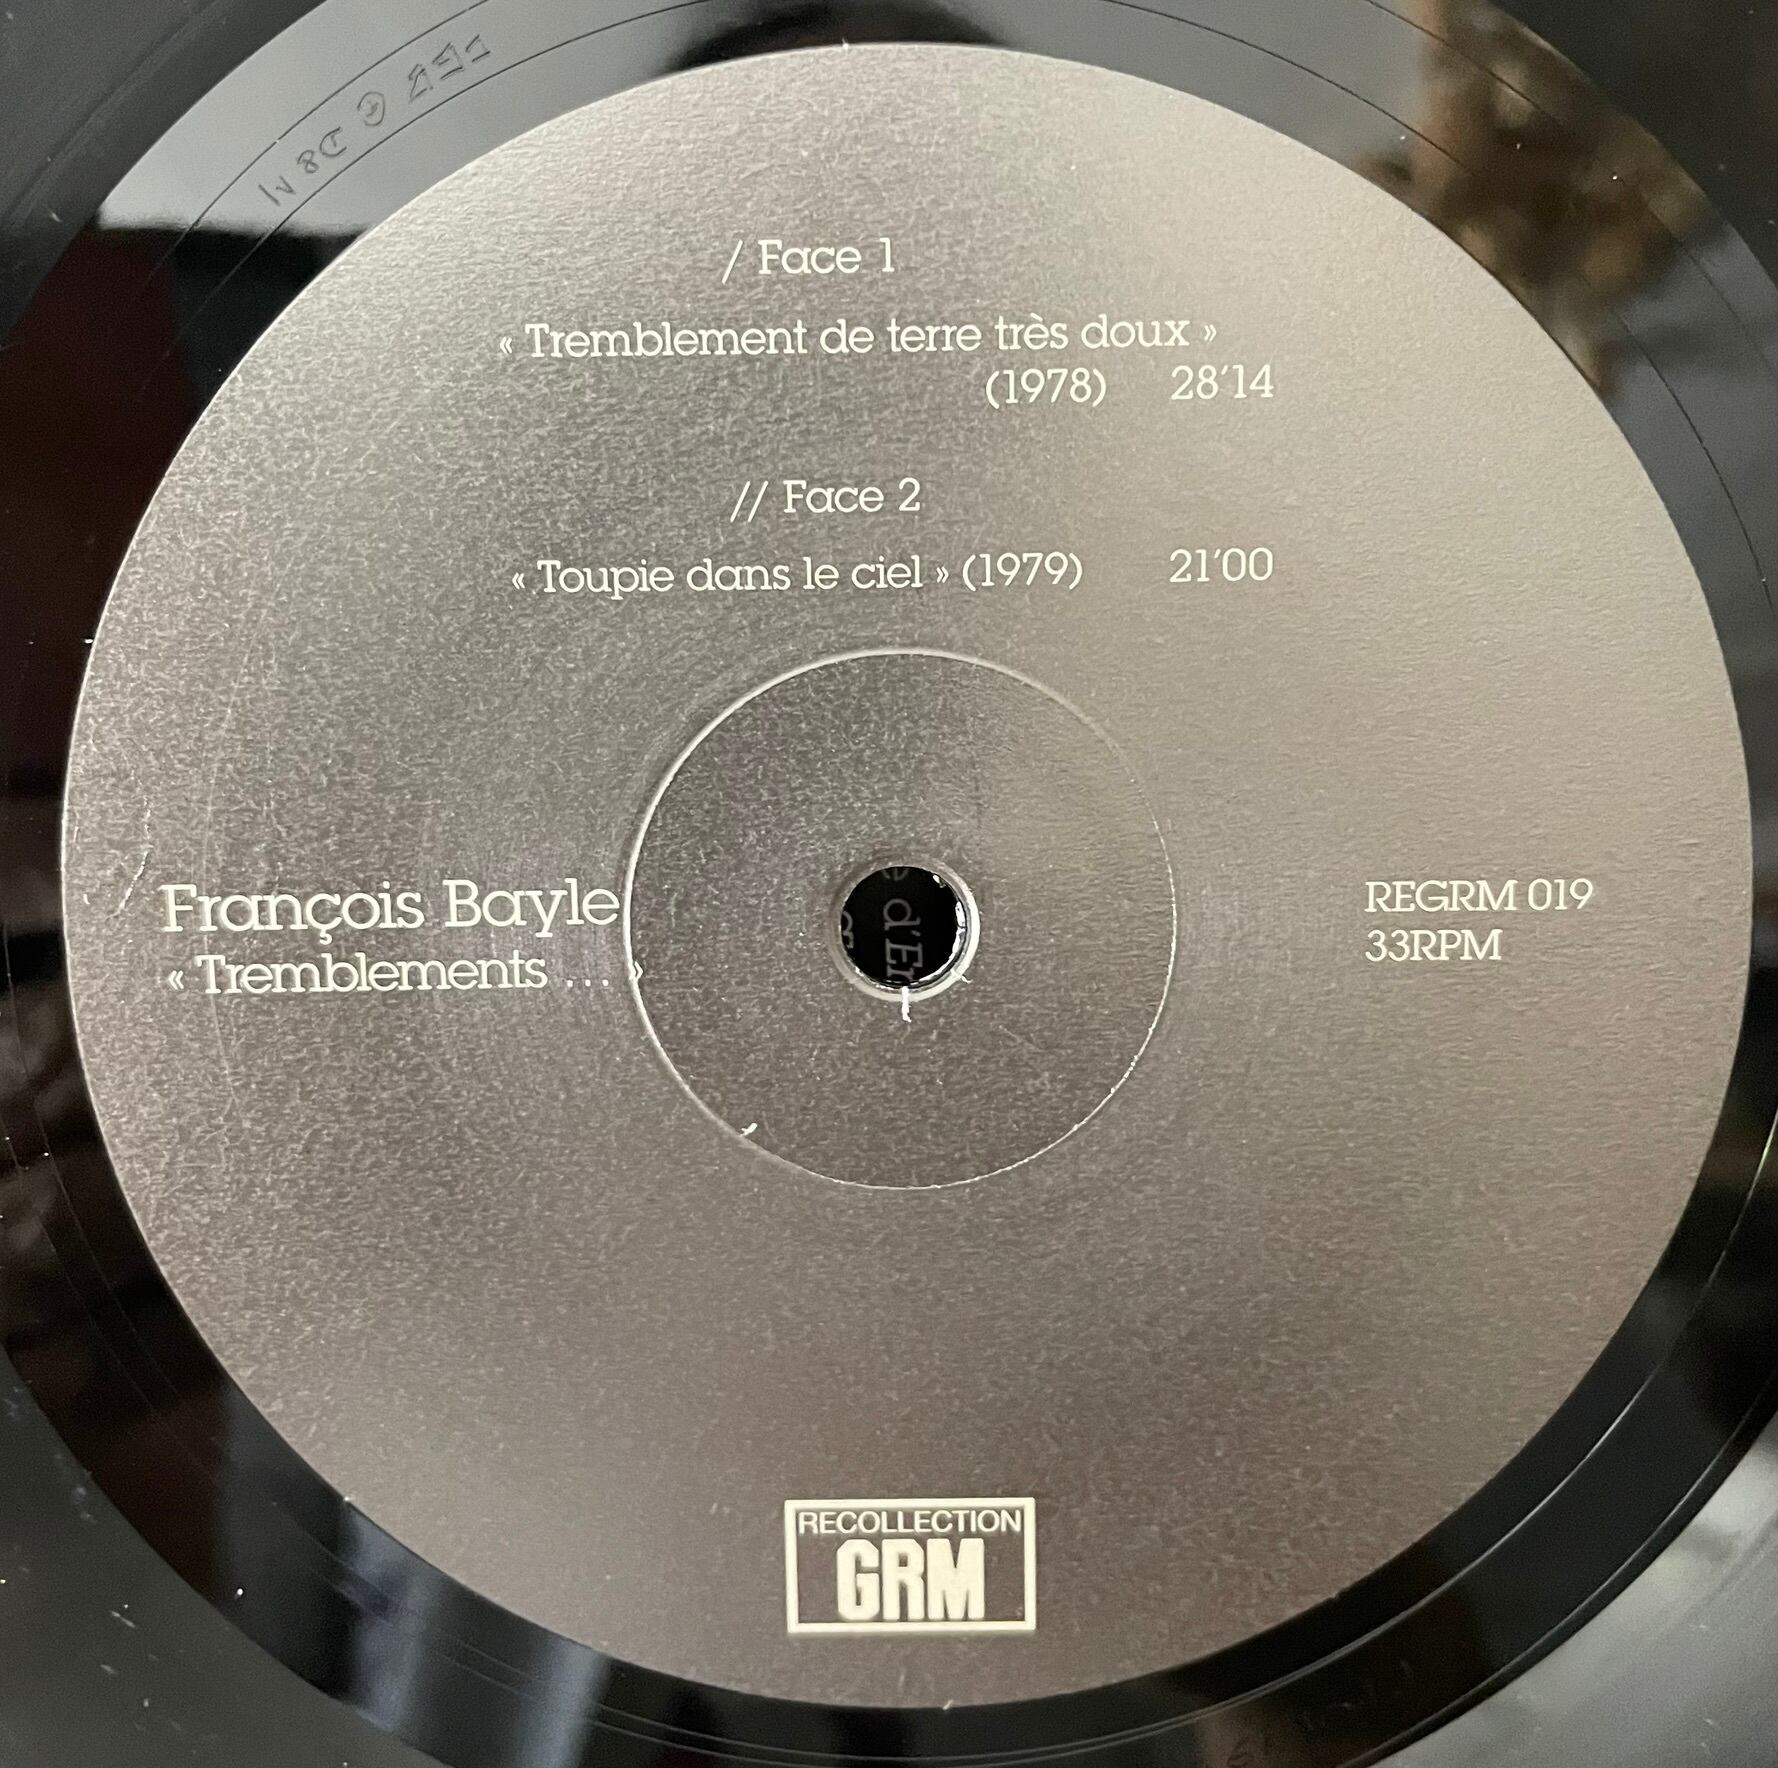 / Face 1
« Tremblement de terre très doux »
(1978) 28'14
// Face 2
« Toupie dans le ciel » (1979) 21'00
François Bayle
« Tremblements ... »
REGRM 019
33RPM
d'Er
RECOLLECTION
GRM